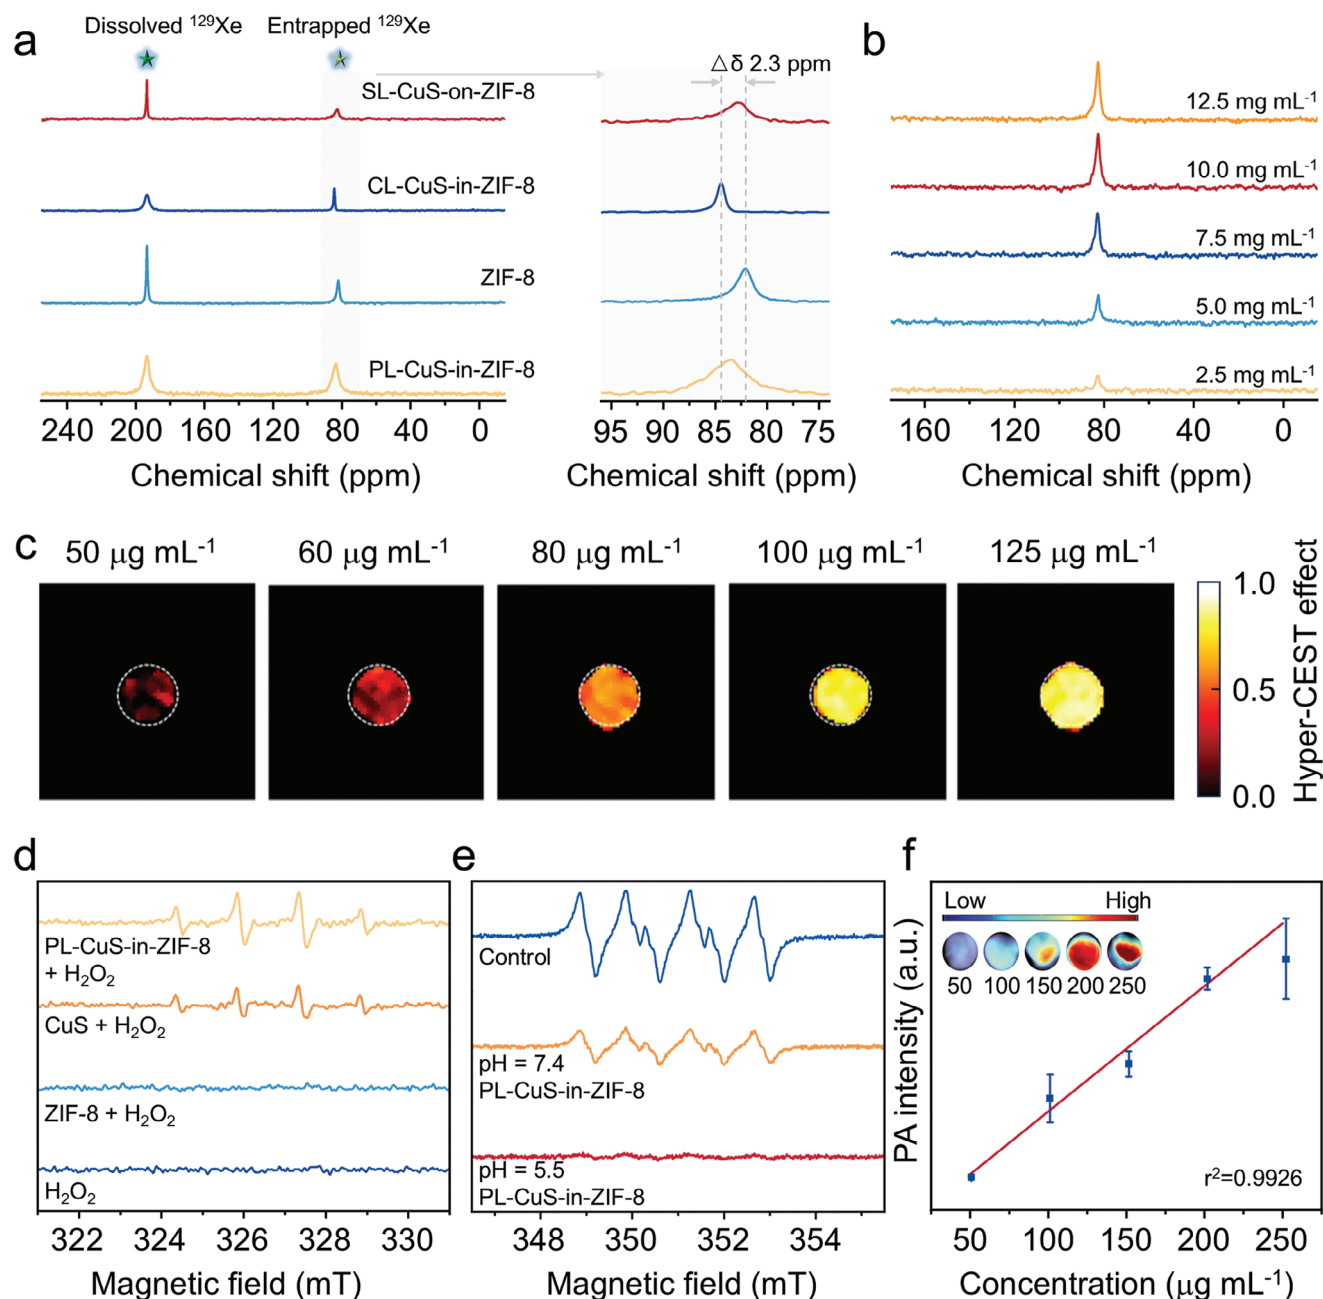 a
Dissolved ¹²⁹Xe
Entrapped ¹²⁹Xe
SL-CuS-on-ZIF-8
CL-CuS-in-ZIF-8
ZIF-8
PL-CuS-in-ZIF-8
240 200 160 120 80 40 0
Chemical shift (ppm)
△ δ 2.3 ppm
95 90 85 80 75
Chemical shift (ppm)
b
12.5 mg mL⁻¹
10.0 mg mL⁻¹
7.5 mg mL⁻¹
5.0 mg mL⁻¹
2.5 mg mL⁻¹
160 120 80 40 0
Chemical shift (ppm)
c
50 μg mL⁻¹
60 μg mL⁻¹
80 μg mL⁻¹
100 μg mL⁻¹
125 μg mL⁻¹
1.0
0.5
0.0
Hyper-CEST effect
d
PL-CuS-in-ZIF-8
+ H₂O₂
CuS + H₂O₂
ZIF-8 + H₂O₂
H₂O₂
322 324 326 328 330
Magnetic field (mT)
e
Control
pH = 7.4
PL-CuS-in-ZIF-8
pH = 5.5
PL-CuS-in-ZIF-8
348 350 352 354
Magnetic field (mT)
f
Low High
50 100 150 200 250
PA intensity (a.u.)
r²=0.9926
50 100 150 200 250
Concentration (μg mL⁻¹)